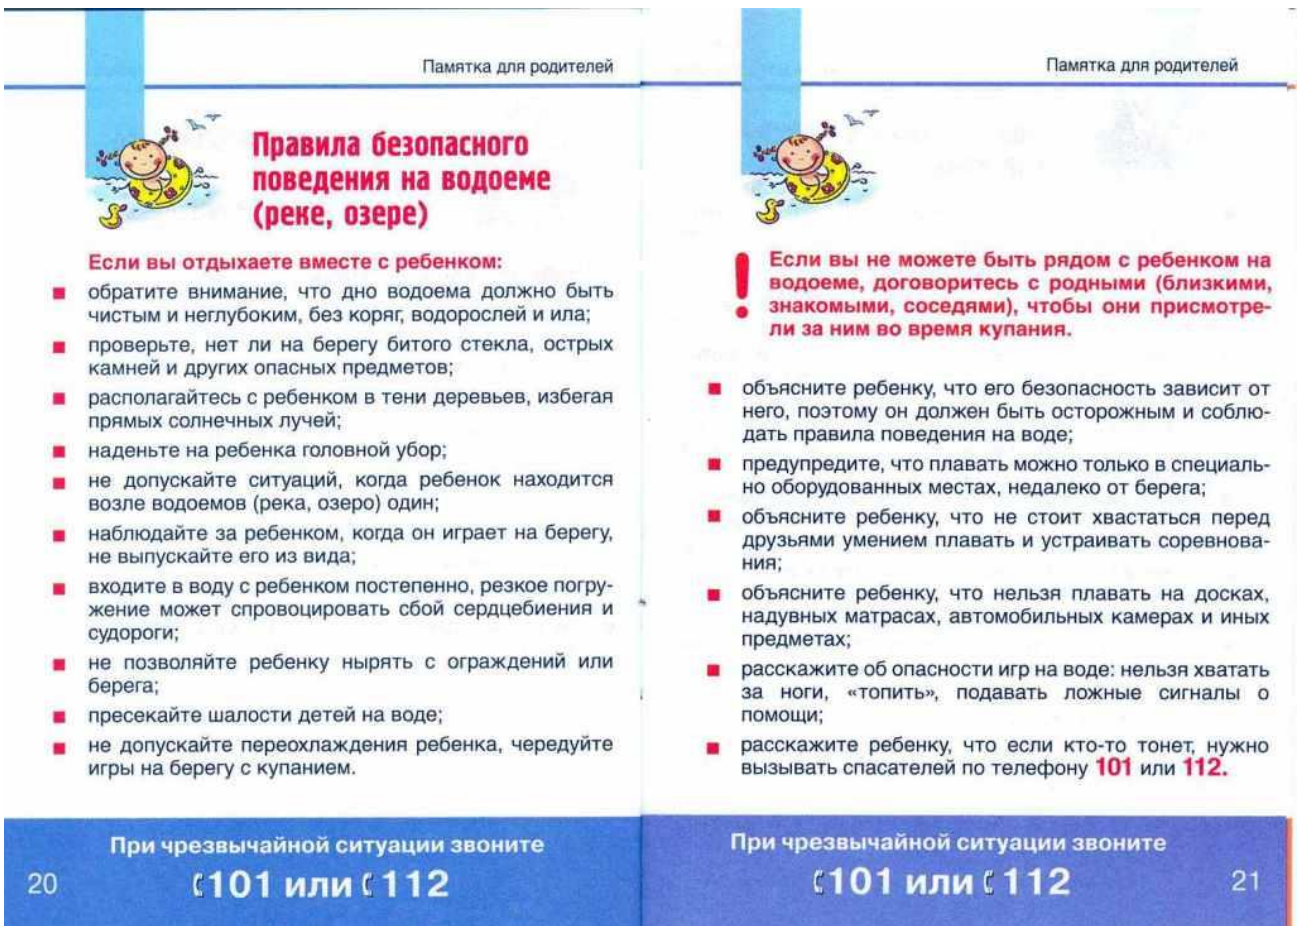 Памятка для родителей
Правила безопасного
поведения на водоеме
(реке, озере)
Если вы отдыхаете вместе с ребенком:
обратите внимание, что дно водоема должно быть
чистым и неглубоким, без коряг, водорослей и ила;
проверьте, нет ли на берегу битого стекла, острых
камней и других опасных предметов;
располагайтесь с ребенком в тени деревьев, избегая
прямых солнечных лучей;
наденьте на ребенка головной убор;
не допускайте ситуаций, когда ребенок находится
возле водоемов (река, озеро) один;
наблюдайте за ребенком, когда он играет на берегу,
не выпускайте его из вида;
входите в воду с ребенком постепенно, резкое погру-
жение может спровоцировать сбой сердцебиения и
судороги;
не позволяйте ребенку нырять с ограждений или
берега;
пресекайте шалости детей на воде;
не допускайте переохлаждения ребенка, чередуйте
игры на берегу с купанием.
При чрезвычайной ситуации звоните
20 101 или 112
Памятка для родителей
! Если вы не можете быть рядом с ребенком на
водоеме, договоритесь с родными (близкими,
знакомыми, соседями), чтобы они присмотре-
ли за ним во время купания.
объясните ребенку, что его безопасность зависит от
него, поэтому он должен быть осторожным и соблю-
дать правила поведения на воде;
предупредите, что плавать можно только в специаль-
но оборудованных местах, недалеко от берега;
объясните ребенку, что не стоит хвастаться перед
друзьями умением плавать и устраивать соревнова-
ния;
объясните ребенку, что нельзя плавать на досках,
надувных матрасах, автомобильных камерах и иных
предметах;
расскажите об опасности игр на воде: нельзя хватать
за ноги, «топить», подавать ложные сигналы о
помощи;
расскажите ребенку, что если кто-то тонет, нужно
вызывать спасателей по телефону 101 или 112.
При чрезвычайной ситуации звоните
101 или 112 21